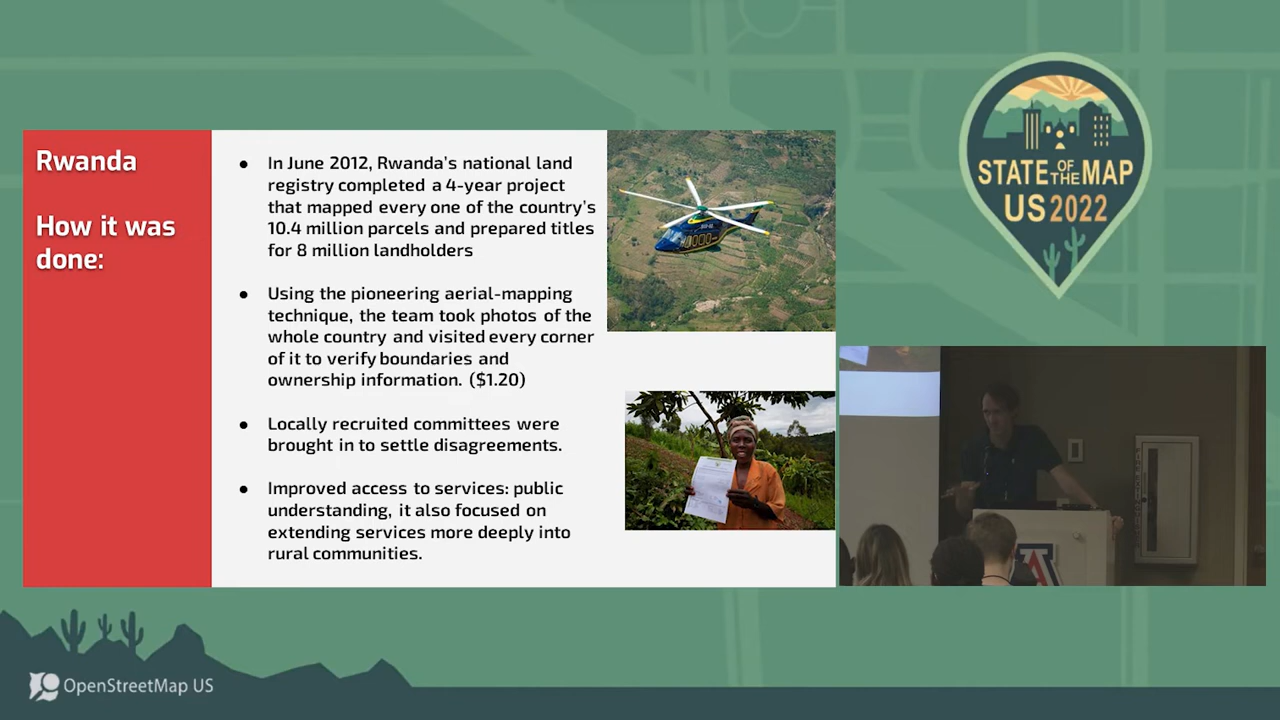 Rwanda
How it was
done:
● In June 2012, Rwanda's national land
registry completed a 4-year project
that mapped every one of the country's
10.4 million parcels and prepared titles
for 8 million landholders
● Using the pioneering aerial-mapping
technique, the team took photos of the
whole country and visited every corner
of it to verify boundaries and
ownership information. ($1.20)
● Locally recruited committees were
brought in to settle disagreements.
● Improved access to services: public
understanding, it also focused on
extending services more deeply into
rural communities.
STATE OF THE MAP
US 2022
A
OpenStreetMap US